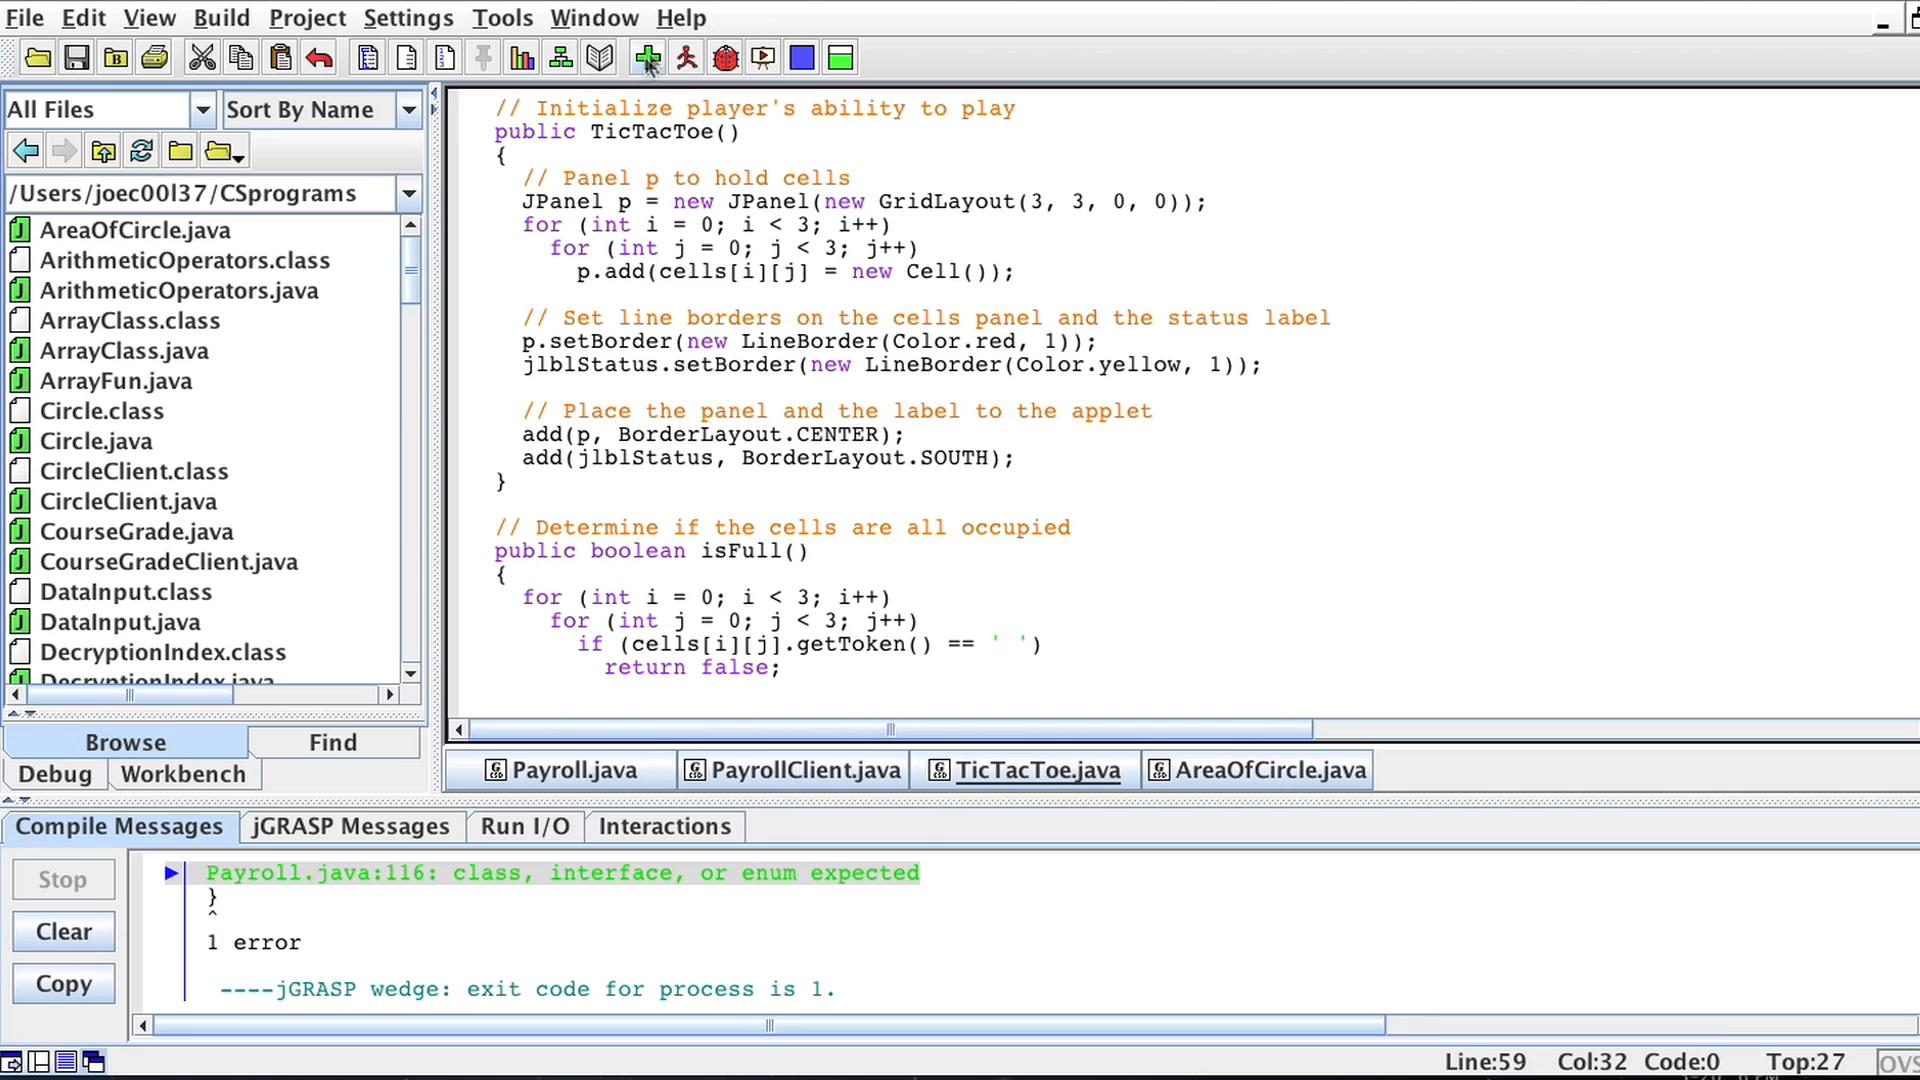 File Edit View Build Project Settings Tools Window Help
All Files Sort By Name
/Users/joec00l37/CSprograms
AreaOfCircle.java
ArithmeticOperators.class
ArithmeticOperators.java
ArrayClass.class
ArrayClass.java
ArrayFun.java
Circle.class
Circle.java
CircleClient.class
CircleClient.java
CourseGrade.java
CourseGradeClient.java
DataInput.class
DataInput.java
DecryptionIndex.class
DecryptionIndex.java
Browse Find
Debug Workbench
// Initialize player's ability to play
public TicTacToe()
{
// Panel p to hold cells
JPanel p = new JPanel(new GridLayout(3, 3, 0, 0));
for (int i = 0; i < 3; i++)
for (int j = 0; j < 3; j++)
p.add(cells[i][j] = new Cell());
// Set line borders on the cells panel and the status label
p.setBorder(new LineBorder(Color.red, 1));
jlblStatus.setBorder(new LineBorder(Color.yellow, 1));
// Place the panel and the label to the applet
add(p, BorderLayout.CENTER);
add(jlblStatus, BorderLayout.SOUTH);
}
// Determine if the cells are all occupied
public boolean isFull()
{
for (int i = 0; i < 3; i++)
for (int j = 0; j < 3; j++)
if (cells[i][j].getToken() == ' ')
return false;
Payroll.java PayrollClient.java TicTacToe.java AreaOfCircle.java
Compile Messages jGRASP Messages Run I/O Interactions
Stop
Clear
Copy
Payroll.java:116: class, interface, or enum expected
}
^
1 error
----jGRASP wedge: exit code for process is 1.
Line:59 Col:32 Code:0 Top:27 OVS